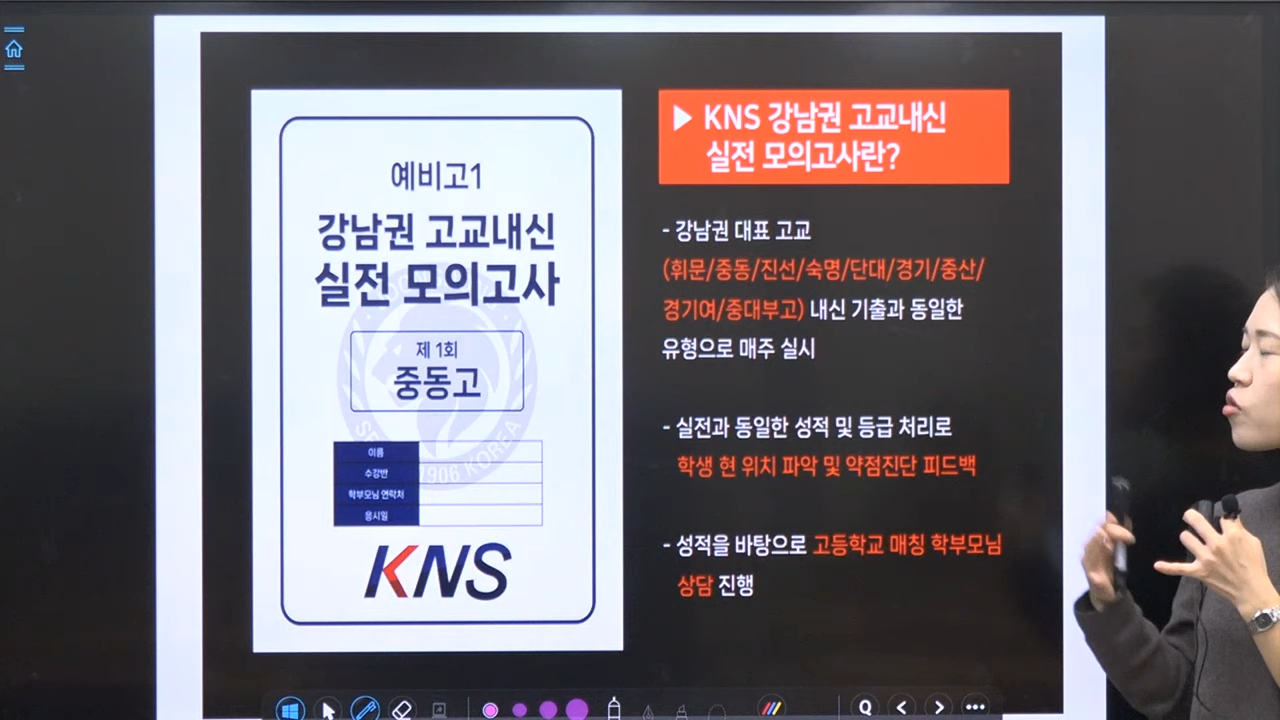 예비고1
강남권 고교내신
실전 모의고사
제 1회
중동고
이름
수강반
학부모님 연락처
응시일
1906 KOREA
KNS
▶ KNS 강남권 고교내신
실전 모의고사란?
- 강남권 대표 고교
(휘문/중동/진선/숙명/단대/경기/중산/
경기여/중대부고) 내신 기출과 동일한
유형으로 매주 실시
- 실전과 동일한 성적 및 등급 처리로
학생 현 위치 파악 및 약점진단 피드백
- 성적을 바탕으로 고등학교 매칭 학부모님
상담 진행